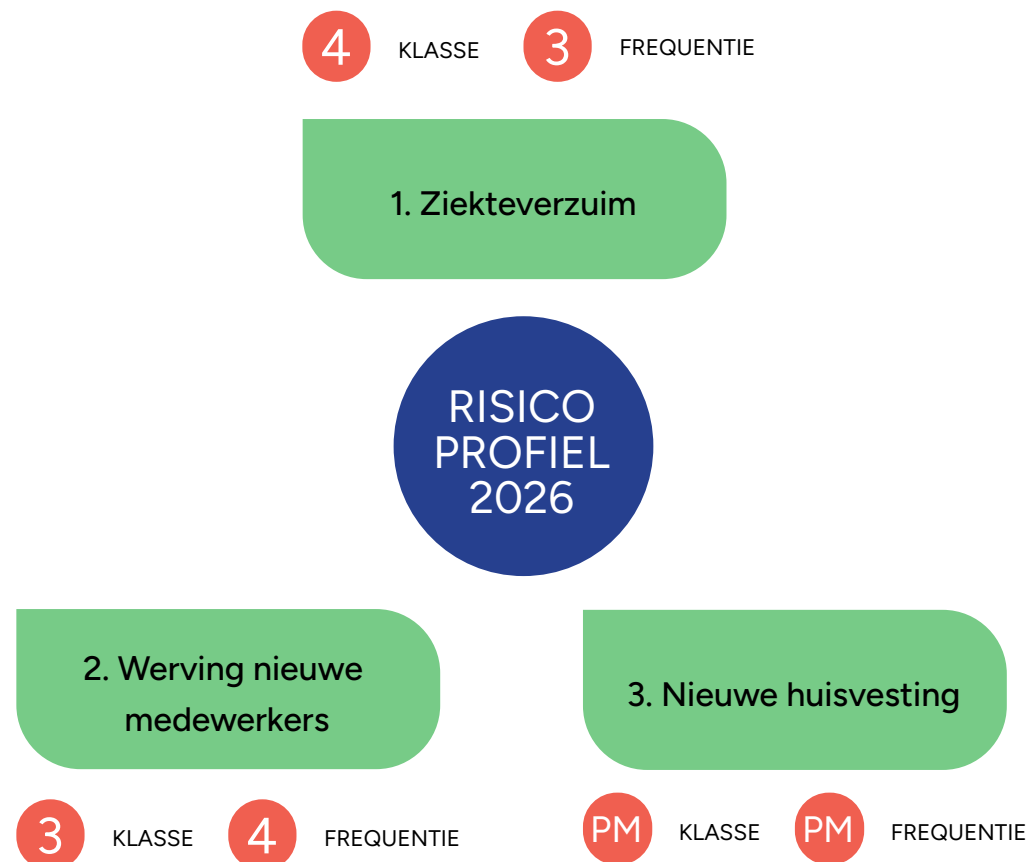 4 KLASSE 3 FREQUENTIE
1. Ziekteverzuim
RISICO
PROFIEL
2026
2. Werving nieuwe
medewerkers
3. Nieuwe huisvesting
3 KLASSE 4 FREQUENTIE
PM KLASSE PM FREQUENTIE